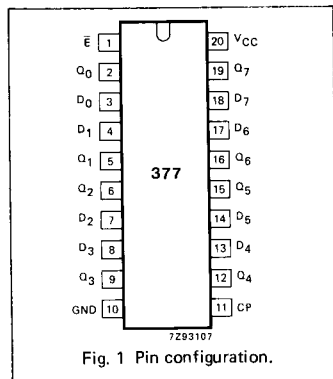 E̅ 1 20 VCC
Q0 2 19 Q7
D0 3 18 D7
D1 4 17 D6
Q1 5 16 Q6
377
Q2 6 15 Q5
D2 7 14 D5
D3 8 13 D4
Q3 9 12 Q4
GND 10 11 CP
7Z93107
Fig. 1 Pin configuration.